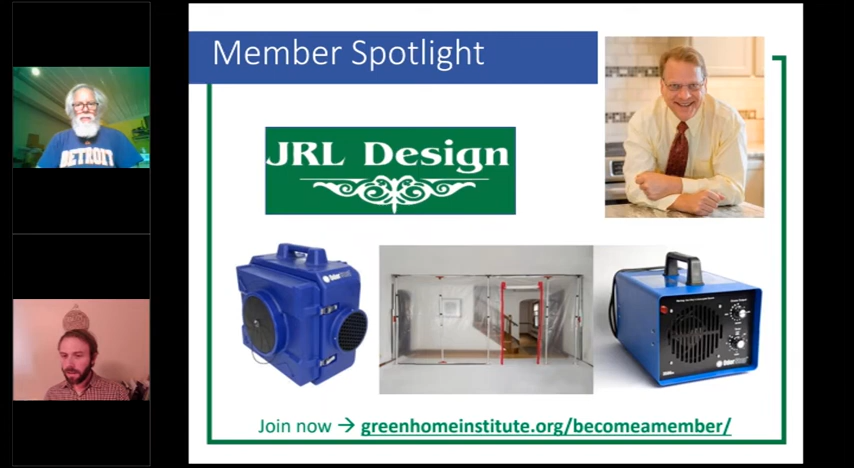 Member Spotlight
DETROIT
JRL Design
Join now → greenhomeinstitute.org/becomeamember/